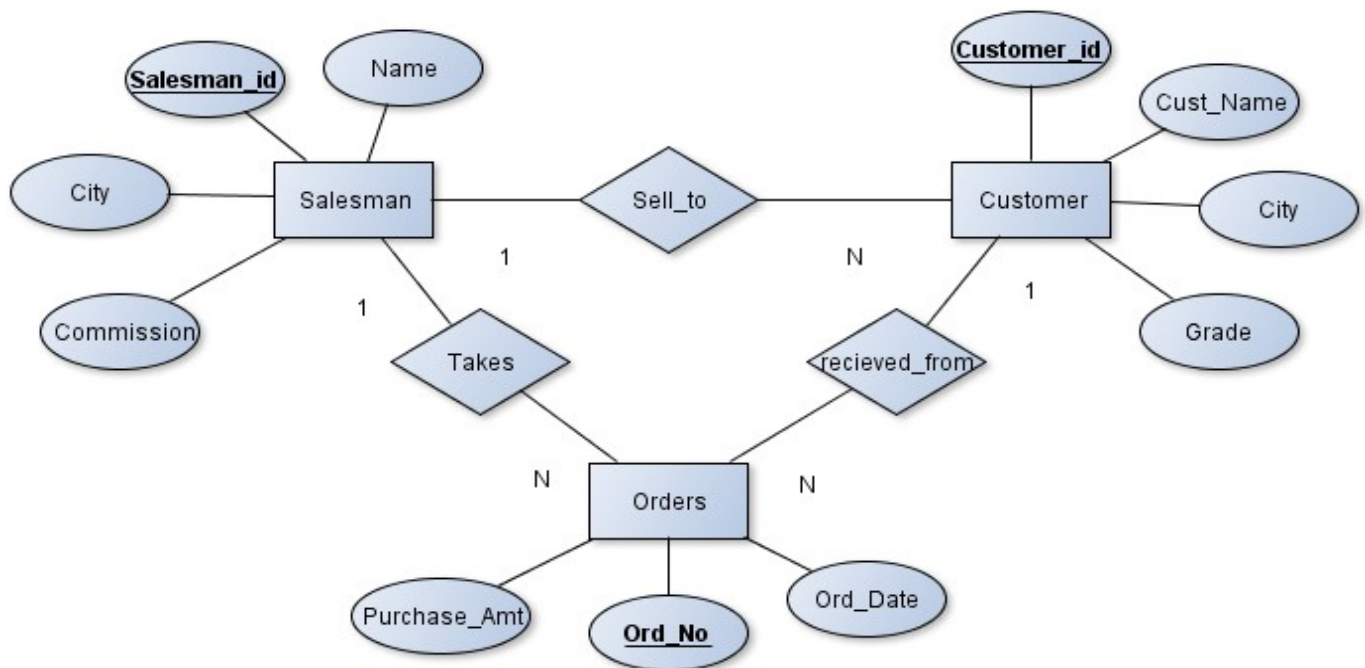 Customer_id
Salesman_id
Name
Cust_Name
City
Salesman
Sell_to
Customer
City
1
N
1
1
Commission
Grade
Takes
recieved_from
N
N
Orders
Purchase_Amt
Ord_No
Ord_Date